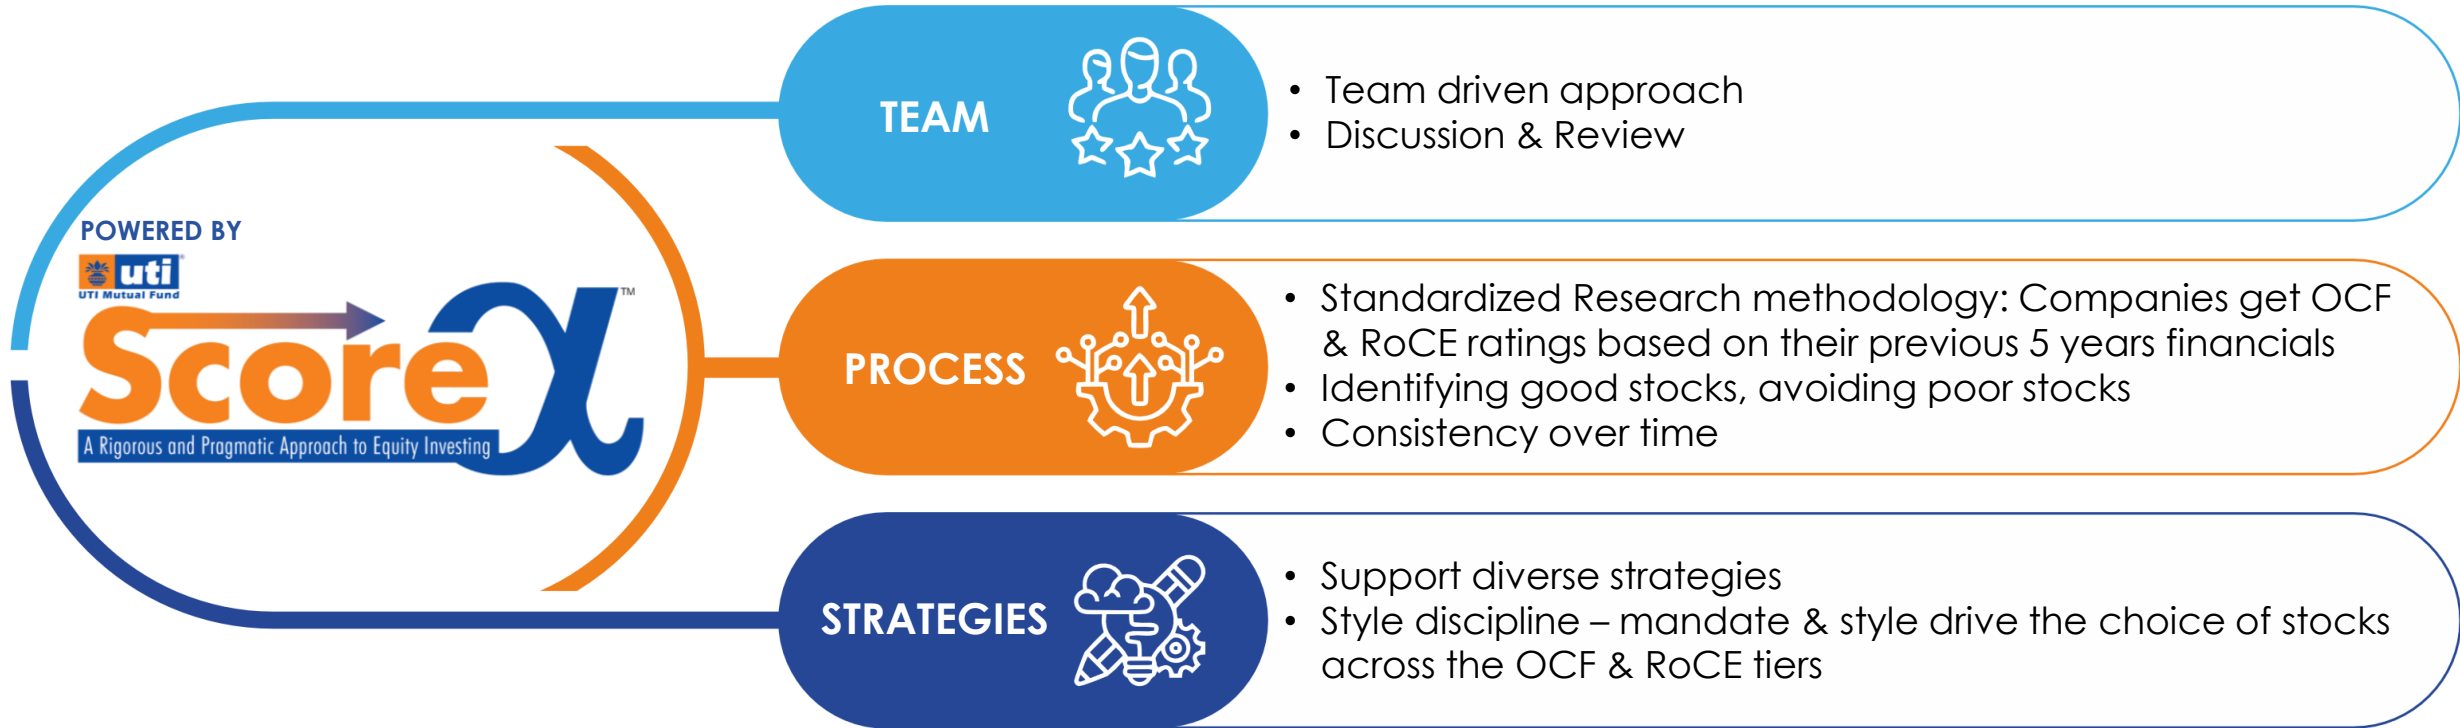 POWERED BY
uti
UTI Mutual Fund
Score α ™
A Rigorous and Pragmatic Approach to Equity Investing
TEAM
• Team driven approach
• Discussion & Review
PROCESS
• Standardized Research methodology: Companies get OCF
& RoCE ratings based on their previous 5 years financials
• Identifying good stocks, avoiding poor stocks
• Consistency over time
STRATEGIES
• Support diverse strategies
• Style discipline – mandate & style drive the choice of stocks
across the OCF & RoCE tiers